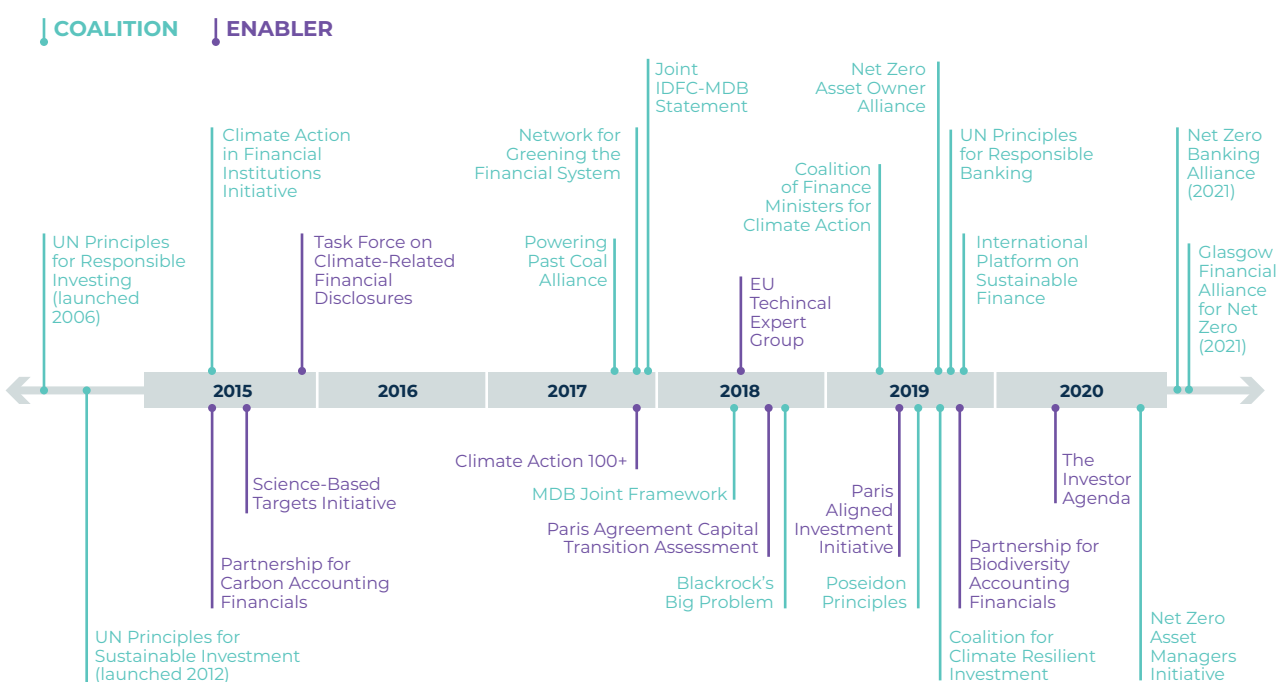 COALITION
ENABLER
Joint
IDFC-MDB
Statement
Net Zero
Asset Owner
Alliance
Climate Action
in Financial
Institutions
Initiative
Network for
Greening the
Financial System
Coalition
of Finance
Ministers for
Climate Action
UN Principles
for Responsible
Banking
Net Zero
Banking
Alliance
(2021)
UN Principles
for Responsible
Investing
(launched
2006)
Task Force on
Climate-Related
Financial
Disclosures
Powering
Past Coal
Alliance
EU
Techincal
Expert
Group
International
Platform on
Sustainable
Finance
Glasgow
Financial
Alliance
for Net
Zero
(2021)
2015
2016
2017
2018
2019
2020
Climate Action 100+
MDB Joint Framework
Science-Based
Targets Initiative
Paris Agreement Capital
Transition Assessment
Paris
Aligned
Investment
Initiative
The
Investor
Agenda
Partnership for
Carbon Accounting
Financials
Blackrock's
Big Problem
Poseidon
Principles
Partnership for
Biodiversity
Accounting
Financials
UN Principles for
Sustainable Investment
(launched 2012)
Coalition for
Climate Resilient
Investment
Net Zero
Asset
Managers
Initiative